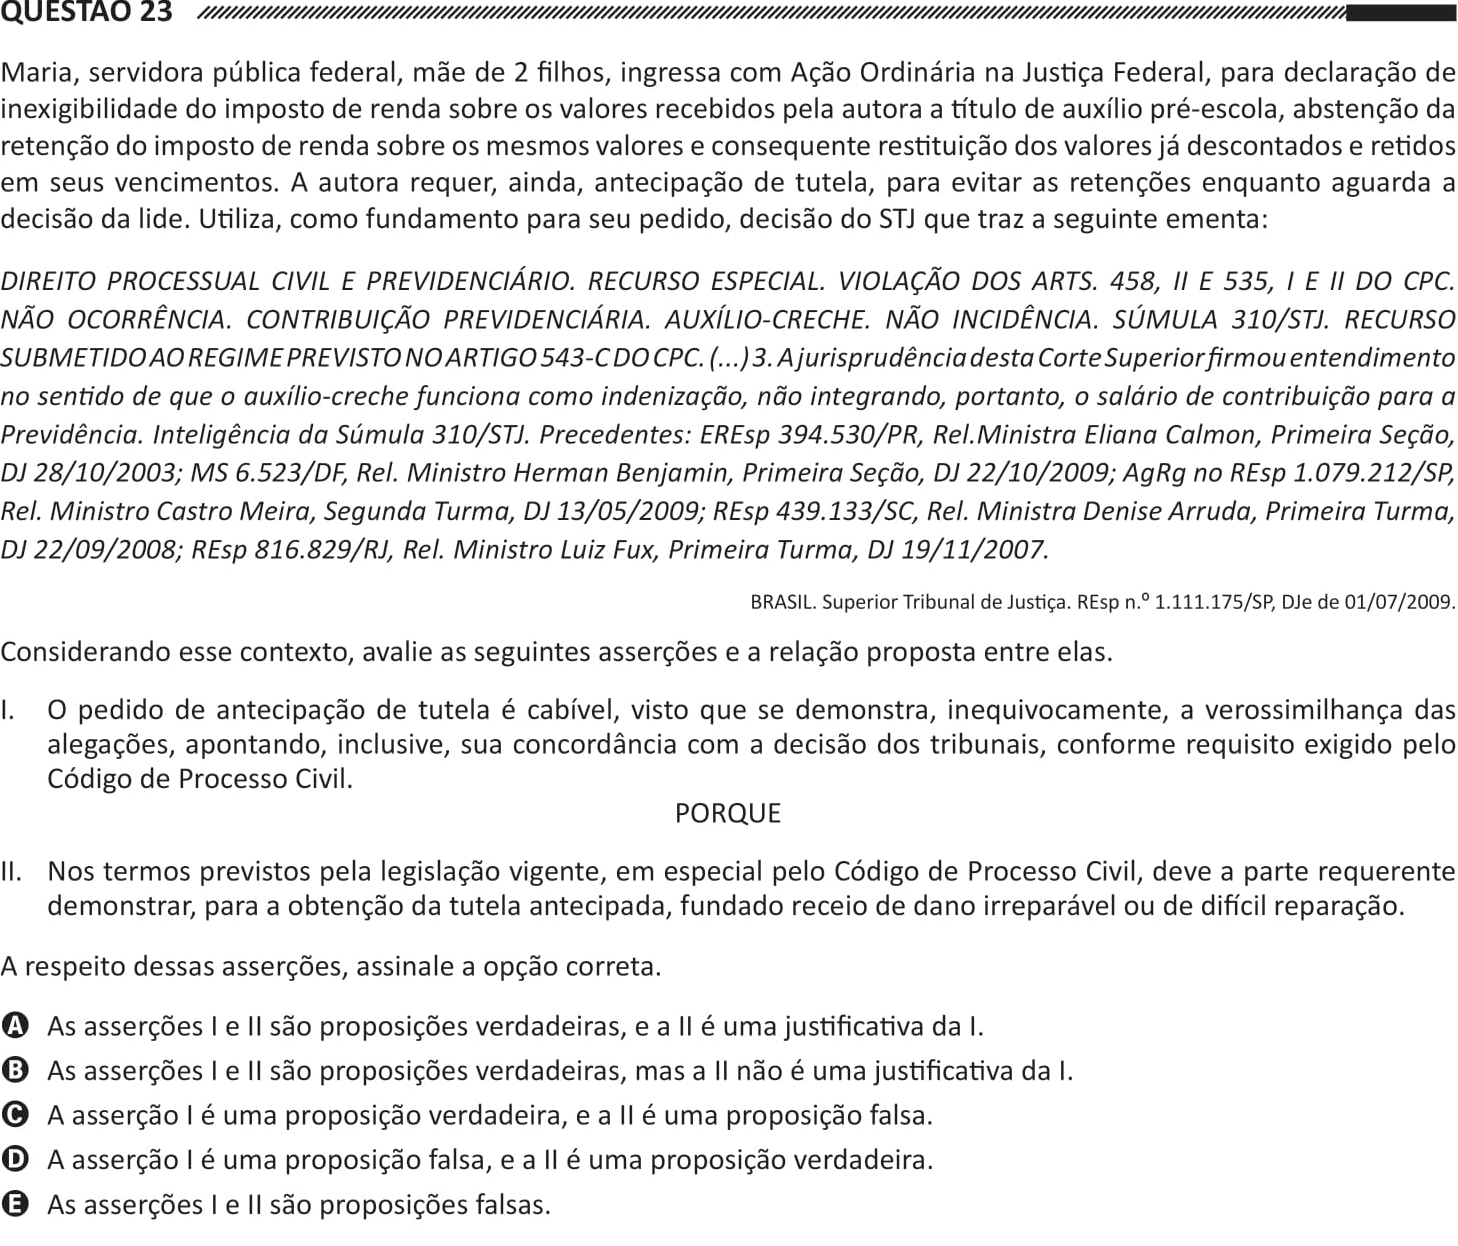 QUESTÃO 23
Maria, servidora pública federal, mãe de 2 filhos, ingressa com Ação Ordinária na Justiça Federal, para declaração de
inexigibilidade do imposto de renda sobre os valores recebidos pela autora a título de auxílio pré-escola, abstenção da
retenção do imposto de renda sobre os mesmos valores e consequente restituição dos valores já descontados e retidos
em seus vencimentos. A autora requer, ainda, antecipação de tutela, para evitar as retenções enquanto aguarda a
decisão da lide. Utiliza, como fundamento para seu pedido, decisão do STJ que traz a seguinte ementa:
DIREITO PROCESSUAL CIVIL E PREVIDENCIÁRIO. RECURSO ESPECIAL. VIOLAÇÃO DOS ARTS. 458, II E 535, I E II DO CPC.
NÃO OCORRÊNCIA. CONTRIBUIÇÃO PREVIDENCIÁRIA. AUXÍLIO-CRECHE. NÃO INCIDÊNCIA. SÚMULA 310/STJ. RECURSO
SUBMETIDO AO REGIME PREVISTO NO ARTIGO 543-C DO CPC. (...) 3. A jurisprudência desta Corte Superior firmou entendimento
no sentido de que o auxílio-creche funciona como indenização, não integrando, portanto, o salário de contribuição para a
Previdência. Inteligência da Súmula 310/STJ. Precedentes: EREsp 394.530/PR, Rel.Ministra Eliana Calmon, Primeira Seção,
DJ 28/10/2003; MS 6.523/DF, Rel. Ministro Herman Benjamin, Primeira Seção, DJ 22/10/2009; AgRg no REsp 1.079.212/SP,
Rel. Ministro Castro Meira, Segunda Turma, DJ 13/05/2009; REsp 439.133/SC, Rel. Ministra Denise Arruda, Primeira Turma,
DJ 22/09/2008; REsp 816.829/RJ, Rel. Ministro Luiz Fux, Primeira Turma, DJ 19/11/2007.
BRASIL. Superior Tribunal de Justiça. REsp n.º 1.111.175/SP, DJe de 01/07/2009.
Considerando esse contexto, avalie as seguintes asserções e a relação proposta entre elas.
I. O pedido de antecipação de tutela é cabível, visto que se demonstra, inequivocamente, a verossimilhança das
alegações, apontando, inclusive, sua concordância com a decisão dos tribunais, conforme requisito exigido pelo
Código de Processo Civil.
PORQUE
II. Nos termos previstos pela legislação vigente, em especial pelo Código de Processo Civil, deve a parte requerente
demonstrar, para a obtenção da tutela antecipada, fundado receio de dano irreparável ou de difícil reparação.
A respeito dessas asserções, assinale a opção correta.
A As asserções I e II são proposições verdadeiras, e a II é uma justificativa da I.
B As asserções I e II são proposições verdadeiras, mas a II não é uma justificativa da I.
C A asserção I é uma proposição verdadeira, e a II é uma proposição falsa.
D A asserção I é uma proposição falsa, e a II é uma proposição verdadeira.
E As asserções I e II são proposições falsas.